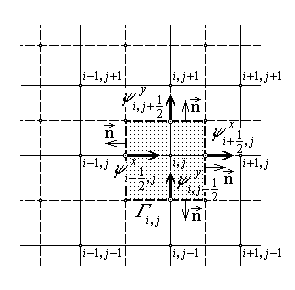 i−1, j+1 i, j+1 i+1, j+1
ψ^y_{i, j+1/2} n⃗
n⃗ ψ^x_{i+1/2, j}
i−1, j i, j i+1, j
ψ^x_{i−1/2, j} ψ^y_{i, j−1/2} n⃗
Γ_{i, j} n⃗
i−1, j−1 i, j−1 i+1, j−1